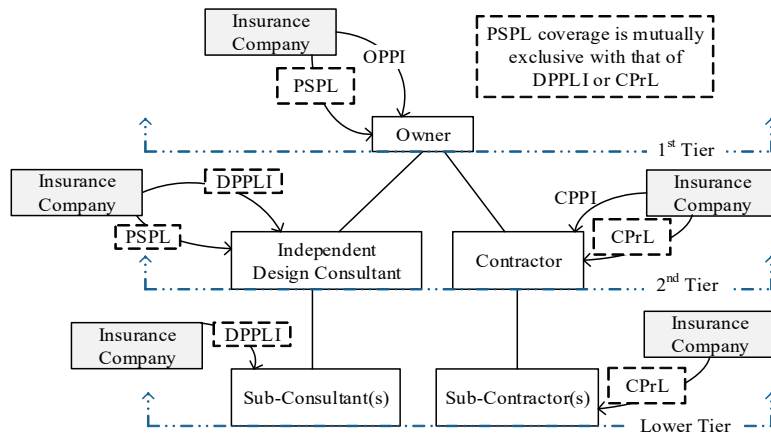 Insurance
Company
OPPI
PSPL
PSPL coverage is mutually
exclusive with that of
DPPLI or CPrL
Owner
1st Tier
Insurance
Company
DPPLI
PSPL
CPPI
Insurance
Company
CPrL
Independent
Design Consultant
Contractor
2nd Tier
Insurance
Company
DPPLI
Insurance
Company
CPrL
Sub-Consultant(s)
Sub-Contractor(s)
Lower Tier